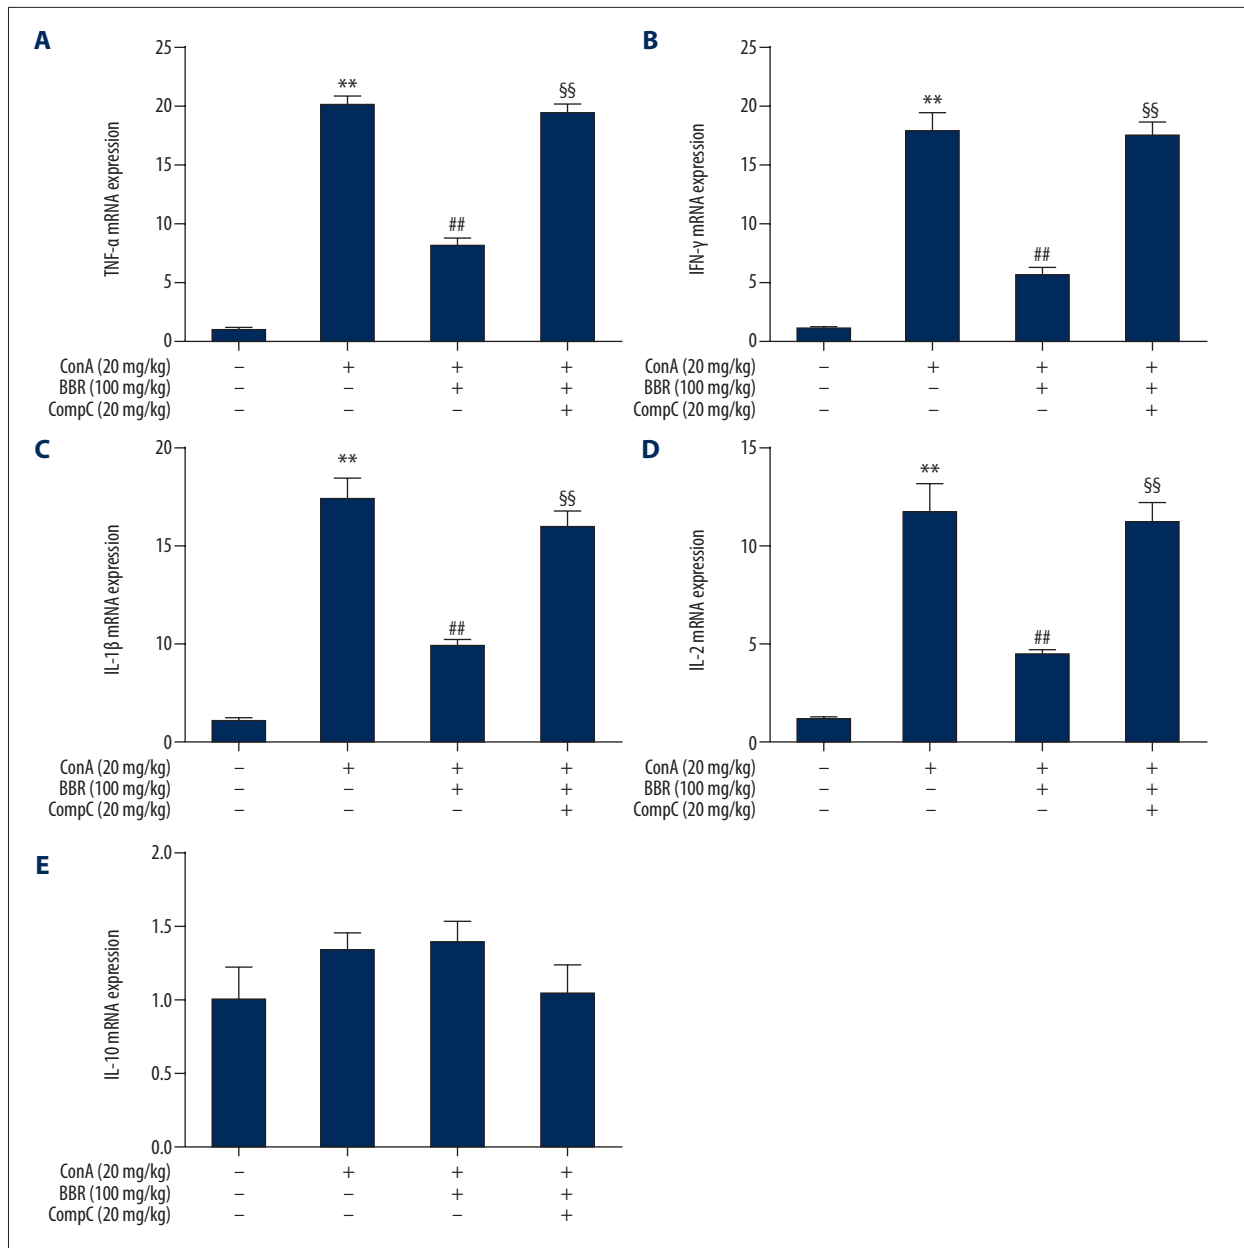 A
TNF-α mRNA expression
25
20
15
10
5
0
**
##
§§
ConA (20 mg/kg) – + + +
BBR (100 mg/kg) – – + +
CompC (20 mg/kg) – – – +
B
IFN-γ mRNA expression
25
20
15
10
5
0
**
##
§§
ConA (20 mg/kg) – + + +
BBR (100 mg/kg) – – + +
CompC (20 mg/kg) – – – +
C
IL-1β mRNA expression
20
15
10
0
**
##
§§
ConA (20 mg/kg) – + + +
BBR (100 mg/kg) – – + +
CompC (20 mg/kg) – – – +
D
IL-2 mRNA expression
15
10
5
0
**
##
§§
ConA (20 mg/kg) – + + +
BBR (100 mg/kg) – – + +
CompC (20 mg/kg) – – – +
E
IL-10 mRNA expression
2.0
1.5
1.0
0.5
0.0
ConA (20 mg/kg) – + + +
BBR (100 mg/kg) – – + +
CompC (20 mg/kg) – – – +